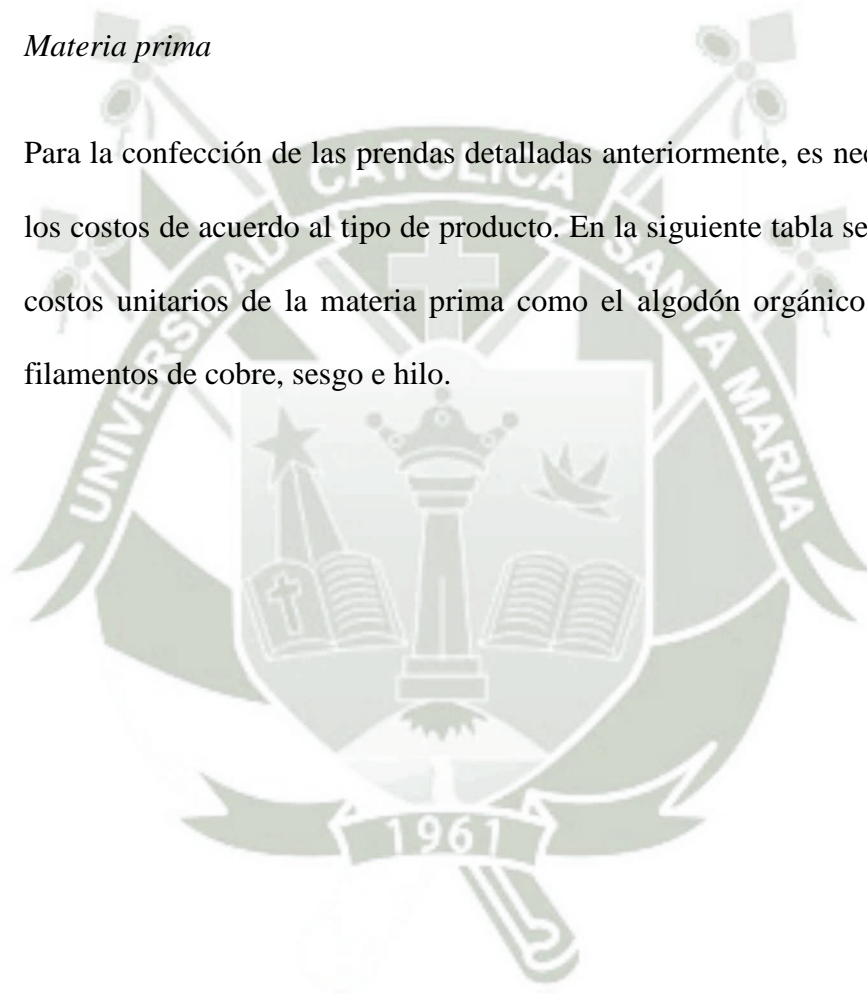 Materia prima
Para la confección de las prendas detalladas anteriormente, es
los costos de acuerdo al tipo de producto. En la siguiente tabla se
costos unitarios de la materia prima como el algodón orgánico
filamentos de cobre, sesgo e hilo.
UNIVERSIDAD CATOLICA SANTA MARIA
1961